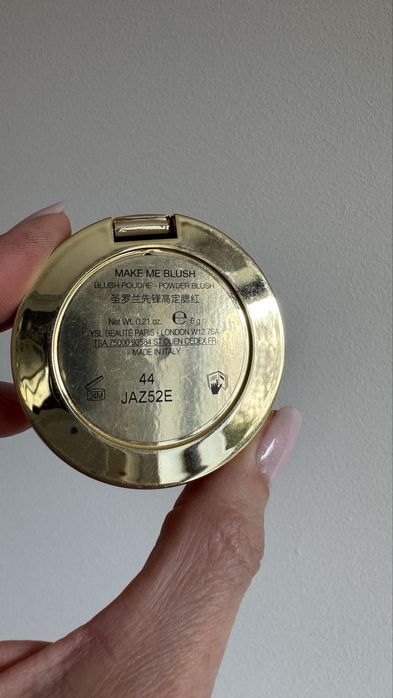 MAKE ME BLUSH
BLUSH POUDRE - POWDER BLUSH
圣罗兰先锋高定腮红
Net Wt. 0.21 oz. ℮ 6 g
YSL BEAUTÉ PARIS - LONDON W12 7SA
TSA 75000 93584 ST OUEN CEDEX FR
MADE IN ITALY
44
24M
JAZ52E